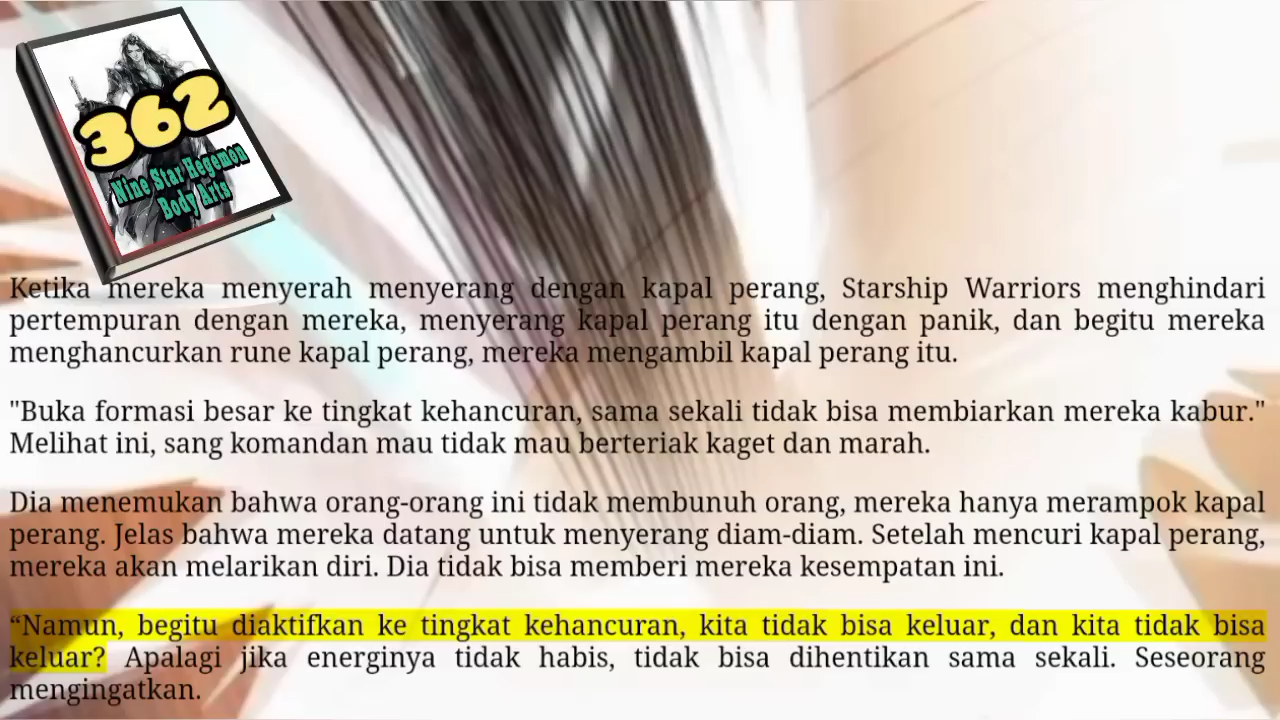 362
Nine Star Hegemon
Body Arts
Ketika mereka menyerah menyerang dengan kapal perang, Starship Warriors menghindari
pertempuran dengan mereka, menyerang kapal perang itu dengan panik, dan begitu mereka
menghancurkan rune kapal perang, mereka mengambil kapal perang itu.
"Buka formasi besar ke tingkat kehancuran, sama sekali tidak bisa membiarkan mereka kabur."
Melihat ini, sang komandan mau tidak mau berteriak kaget dan marah.
Dia menemukan bahwa orang-orang ini tidak membunuh orang, mereka hanya merampok kapal
perang. Jelas bahwa mereka datang untuk menyerang diam-diam. Setelah mencuri kapal perang,
mereka akan melarikan diri. Dia tidak bisa memberi mereka kesempatan ini.
“Namun, begitu diaktifkan ke tingkat kehancuran, kita tidak bisa keluar, dan kita tidak bisa
keluar? Apalagi jika energinya tidak habis, tidak bisa dihentikan sama sekali. Seseorang
mengingatkan.